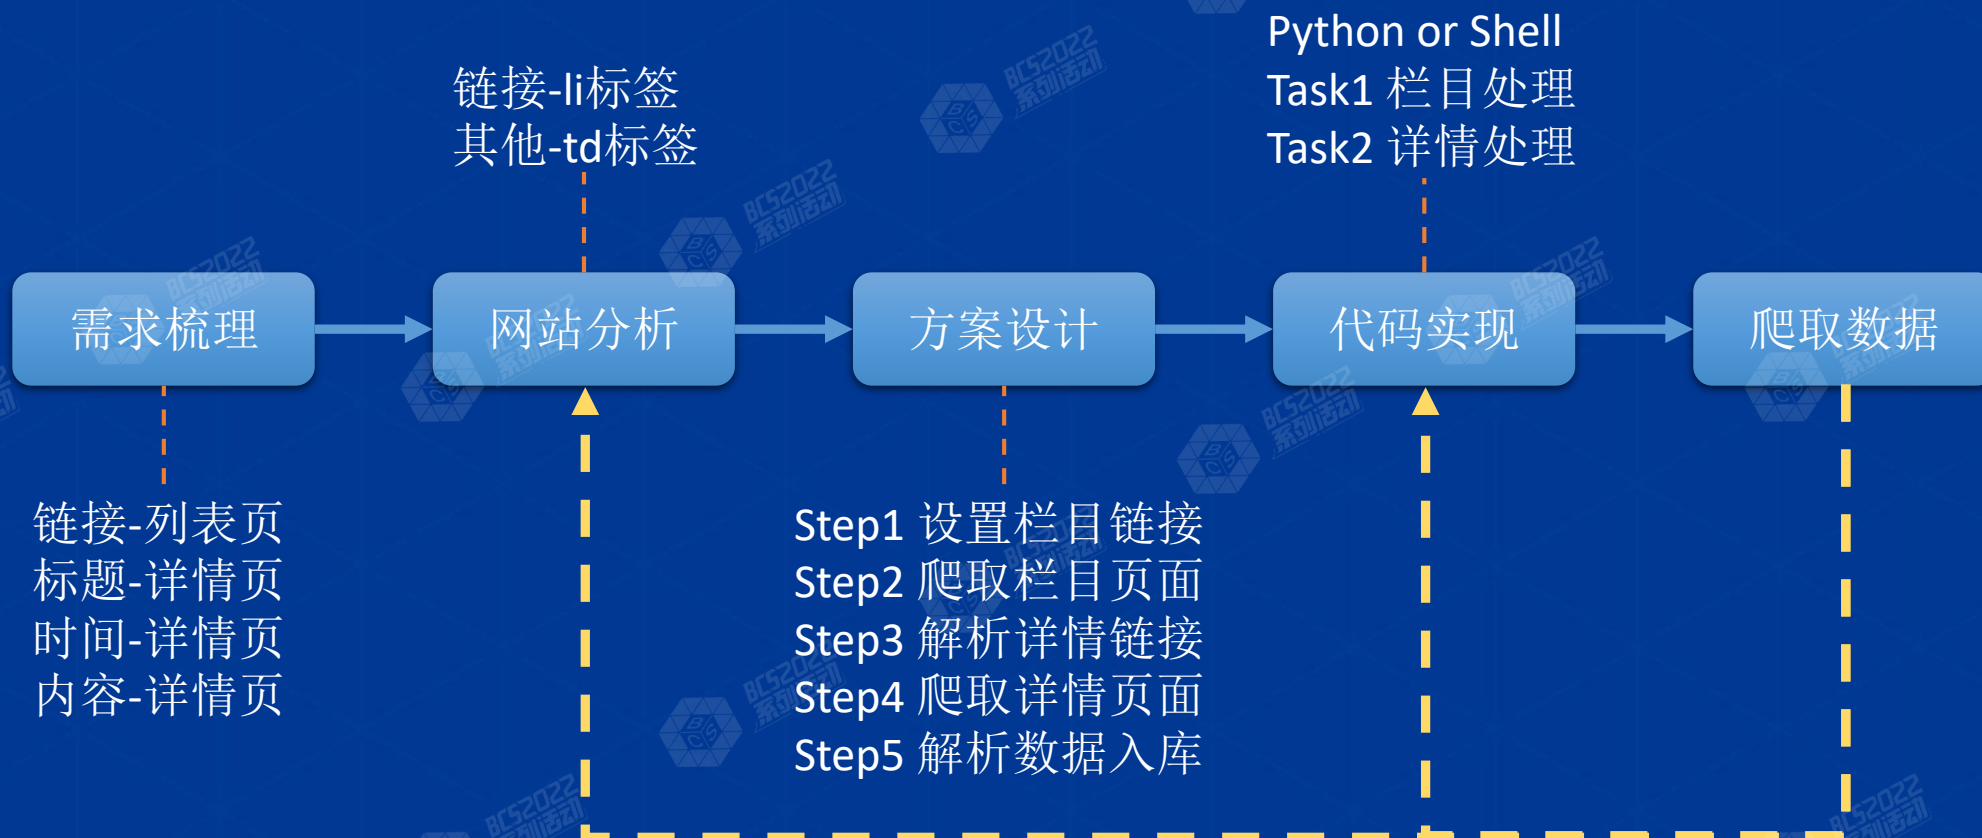 Python or Shell
Task1 栏目处理
Task2 详情处理
链接-li标签
其他-td标签
需求梳理
网站分析
方案设计
代码实现
爬取数据
链接-列表页
标题-详情页
时间-详情页
内容-详情页
Step1 设置栏目链接
Step2 爬取栏目页面
Step3 解析详情链接
Step4 爬取详情页面
Step5 解析数据入库
BCS2022
系列活动